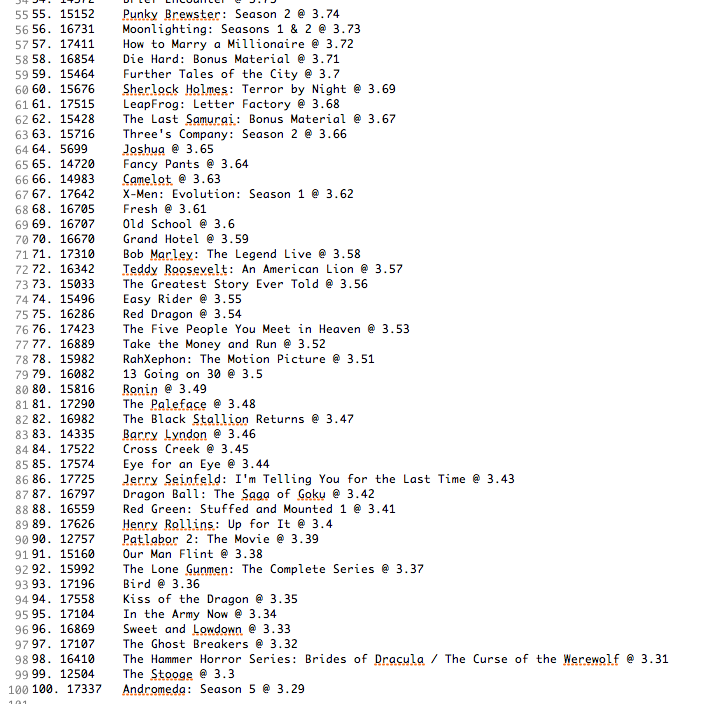 55 55. 15152 Punky Brewster: Season 2 @ 3.74
56 56. 16731 Moonlighting: Seasons 1 & 2 @ 3.73
57 57. 17411 How to Marry a Millionaire @ 3.72
58 58. 16854 Die Hard: Bonus Material @ 3.71
59 59. 15464 Further Tales of the City @ 3.7
60 60. 15676 Sherlock Holmes: Terror by Night @ 3.69
61 61. 17515 LeapFrog: Letter Factory @ 3.68
62 62. 15428 The Last Samurai: Bonus Material @ 3.67
63 63. 15716 Three's Company: Season 2 @ 3.66
64 64. 5699 Joshua @ 3.65
65 65. 14720 Fancy Pants @ 3.64
66 66. 14983 Camelot @ 3.63
67 67. 17642 X-Men: Evolution: Season 1 @ 3.62
68 68. 16705 Fresh @ 3.61
69 69. 16707 Old School @ 3.6
70 70. 16670 Grand Hotel @ 3.59
71 71. 17310 Bob Marley: The Legend Live @ 3.58
72 72. 16342 Teddy Roosevelt: An American Lion @ 3.57
73 73. 15033 The Greatest Story Ever Told @ 3.56
74 74. 15496 Easy Rider @ 3.55
75 75. 16286 Red Dragon @ 3.54
76 76. 17423 The Five People You Meet in Heaven @ 3.53
77 77. 16889 Take the Money and Run @ 3.52
78 78. 15982 RahXephon: The Motion Picture @ 3.51
79 79. 16082 13 Going on 30 @ 3.5
80 80. 15816 Ronin @ 3.49
81 81. 17290 The Paleface @ 3.48
82 82. 16982 The Black Stallion Returns @ 3.47
83 83. 14335 Barry Lyndon @ 3.46
84 84. 17522 Cross Creek @ 3.45
85 85. 17574 Eye for an Eye @ 3.44
86 86. 17725 Jerry Seinfeld: I'm Telling You for the Last Time @ 3.43
87 87. 16797 Dragon Ball: The Saga of Goku @ 3.42
88 88. 16559 Red Green: Stuffed and Mounted 1 @ 3.41
89 89. 17626 Henry Rollins: Up for It @ 3.4
90 90. 12757 Patlabor 2: The Movie @ 3.39
91 91. 15160 Our Man Flint @ 3.38
92 92. 15992 The Lone Gunmen: The Complete Series @ 3.37
93 93. 17196 Bird @ 3.36
94 94. 17558 Kiss of the Dragon @ 3.35
95 95. 17104 In the Army Now @ 3.34
96 96. 16869 Sweet and Lowdown @ 3.33
97 97. 17107 The Ghost Breakers @ 3.32
98 98. 16410 The Hammer Horror Series: Brides of Dracula / The Curse of the Werewolf @ 3.31
99 99. 12504 The Stooge @ 3.3
100 100. 17337 Andromeda: Season 5 @ 3.29